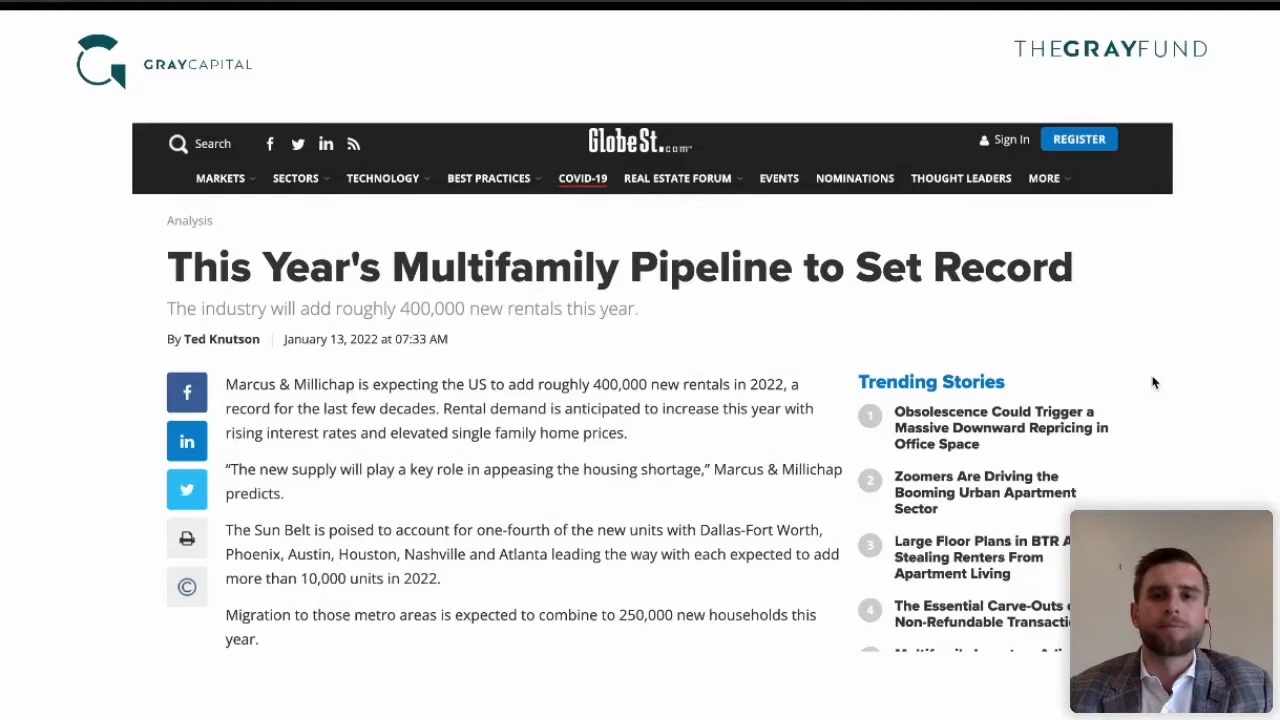 GRAYCAPITAL
THEGRAYFUND
Search
GlobeSt.com
Sign In
REGISTER
MARKETS SECTORS TECHNOLOGY BEST PRACTICES COVID-19 REAL ESTATE FORUM EVENTS NOMINATIONS THOUGHT LEADERS MORE
Analysis
This Year's Multifamily Pipeline to Set Record
The industry will add roughly 400,000 new rentals this year.
By Ted Knutson | January 13, 2022 at 07:33 AM
Marcus & Millichap is expecting the US to add roughly 400,000 new rentals in 2022, a
record for the last few decades. Rental demand is anticipated to increase this year with
rising interest rates and elevated single family home prices.
“The new supply will play a key role in appeasing the housing shortage,” Marcus & Millichap
predicts.
The Sun Belt is poised to account for one-fourth of the new units with Dallas-Fort Worth,
Phoenix, Austin, Houston, Nashville and Atlanta leading the way with each expected to add
more than 10,000 units in 2022.
Migration to those metro areas is expected to combine to 250,000 new households this
year.
Trending Stories
1 Obsolescence Could Trigger a
Massive Downward Repricing in
Office Space
2 Zoomers Are Driving the
Booming Urban Apartment
Sector
3 Large Floor Plans in BTR A
Stealing Renters From
Apartment Living
4 The Essential Carve-Outs
Non-Refundable Transacti